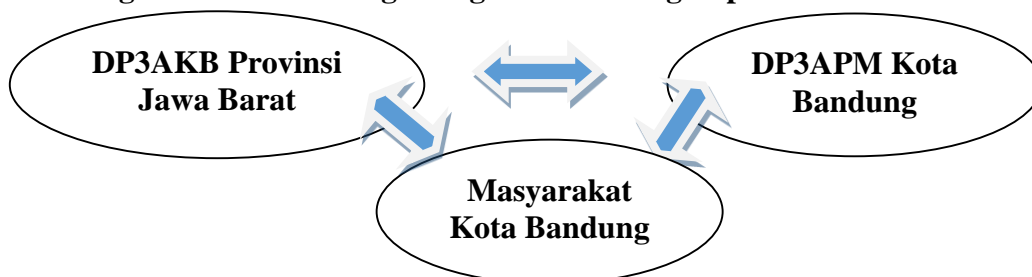 DP3AKB Provinsi
Jawa Barat
DP3APM Kota
Bandung
Masyarakat
Kota Bandung